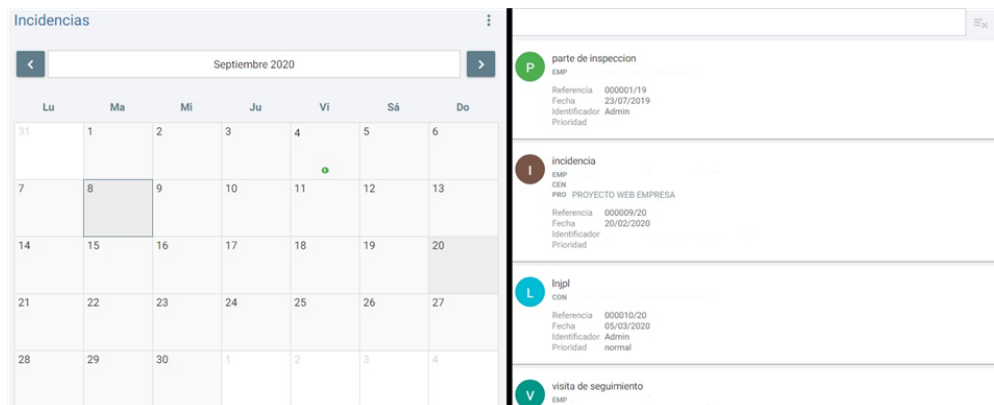 Incidencias
Septiembre 2020
Lu Ma Mi Ju Vi Sá Do
31 1 2 3 4 5 6
7 8 9 10 11 12 13
14 15 16 17 18 19 20
21 22 23 24 25 26 27
28 29 30 1 2 3 4
P
parte de inspeccion
EMP
Referencia 000001/19
Fecha 23/07/2019
Identificador Admin
Prioridad
I
incidencia
EMP
CEN
PRO PROYECTO WEB EMPRESA
Referencia 000009/20
Fecha 20/02/2020
Identificador
Prioridad
L
lnjpl
CON
Referencia 000010/20
Fecha 05/03/2020
Identificador Admin
Prioridad normal
V
visita de seguimiento
EMP